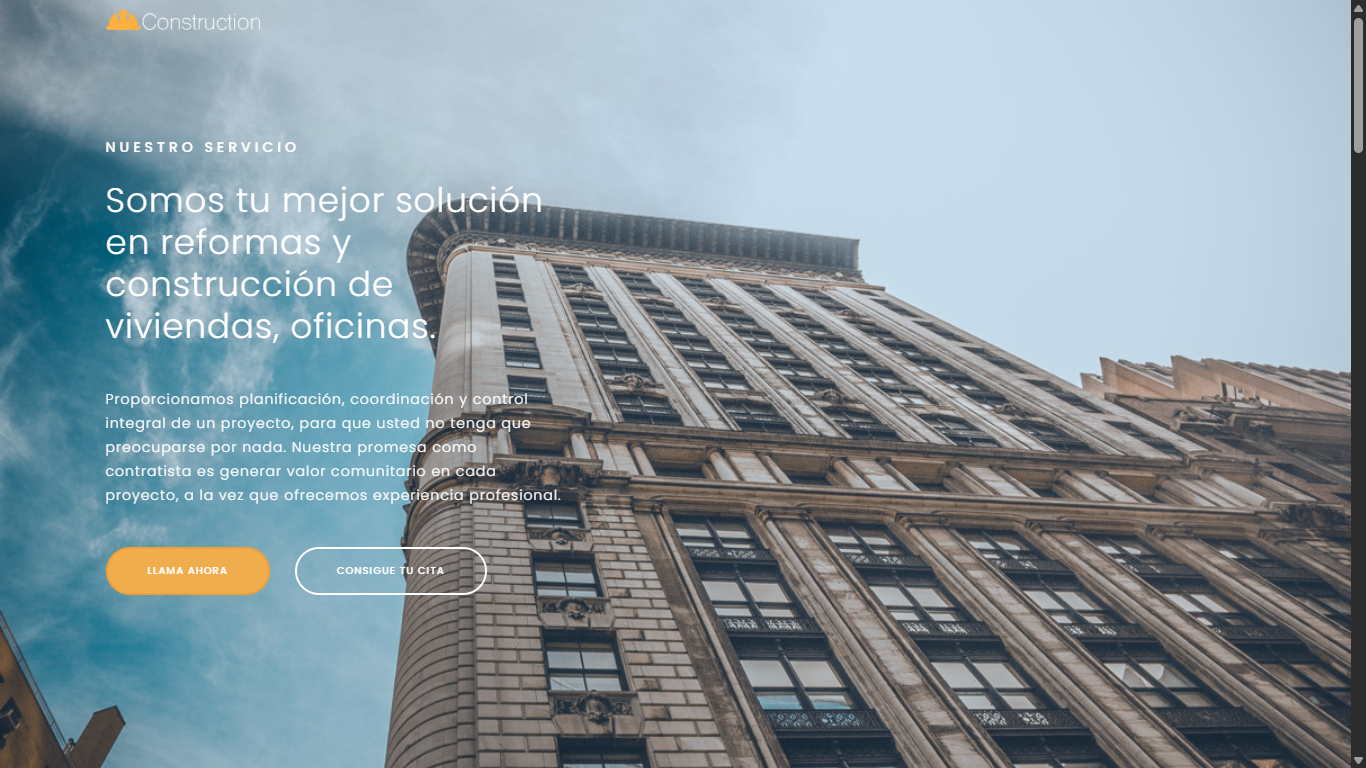 Construction
NUESTRO SERVICIO
Somos tu mejor solución
en reformas y
construcción de
viviendas, oficinas.
Proporcionamos planificación, coordinación y control
integral de un proyecto, para que usted no tenga que
preocuparse por nada. Nuestra promesa como
contratista es generar valor comunitario en cada
proyecto, a la vez que ofrecemos experiencia profesional.
LLAMA AHORA
CONSIGUE TU CITA